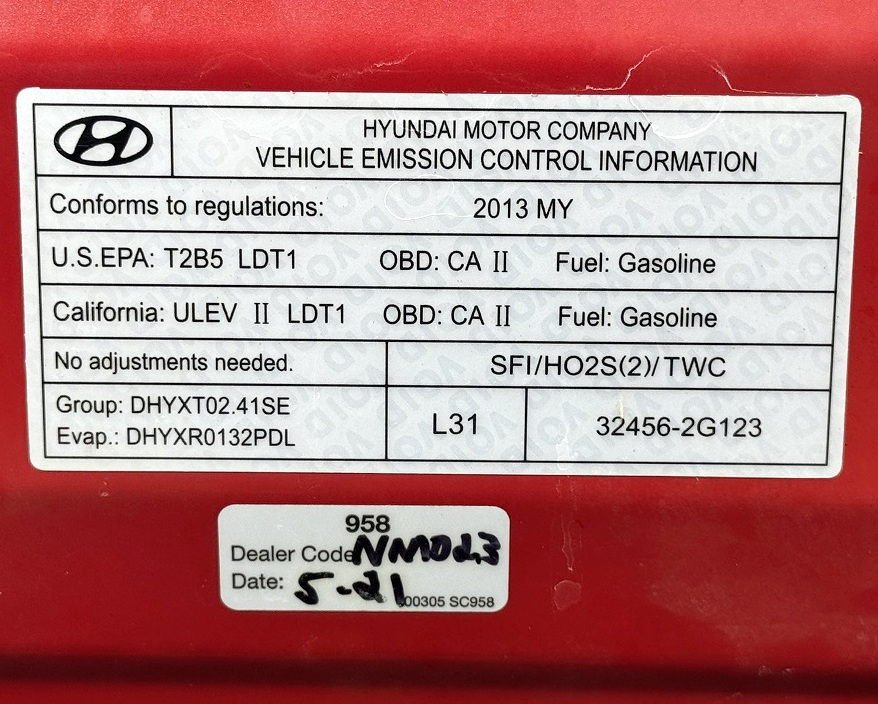 HYUNDAI MOTOR COMPANY
VEHICLE EMISSION CONTROL INFORMATION
Conforms to regulations: 2013 MY
U.S.EPA: T2B5 LDT1 OBD: CA II Fuel: Gasoline
California: ULEV II LDT1 OBD: CA II Fuel: Gasoline
No adjustments needed. SFI/HO2S(2)/TWC
Group: DHYXT02.41SE
Evap.: DHYXR0132PDL
L31 32456-2G123
958
Dealer Code NM023
Date: 5-21
00305 SC958